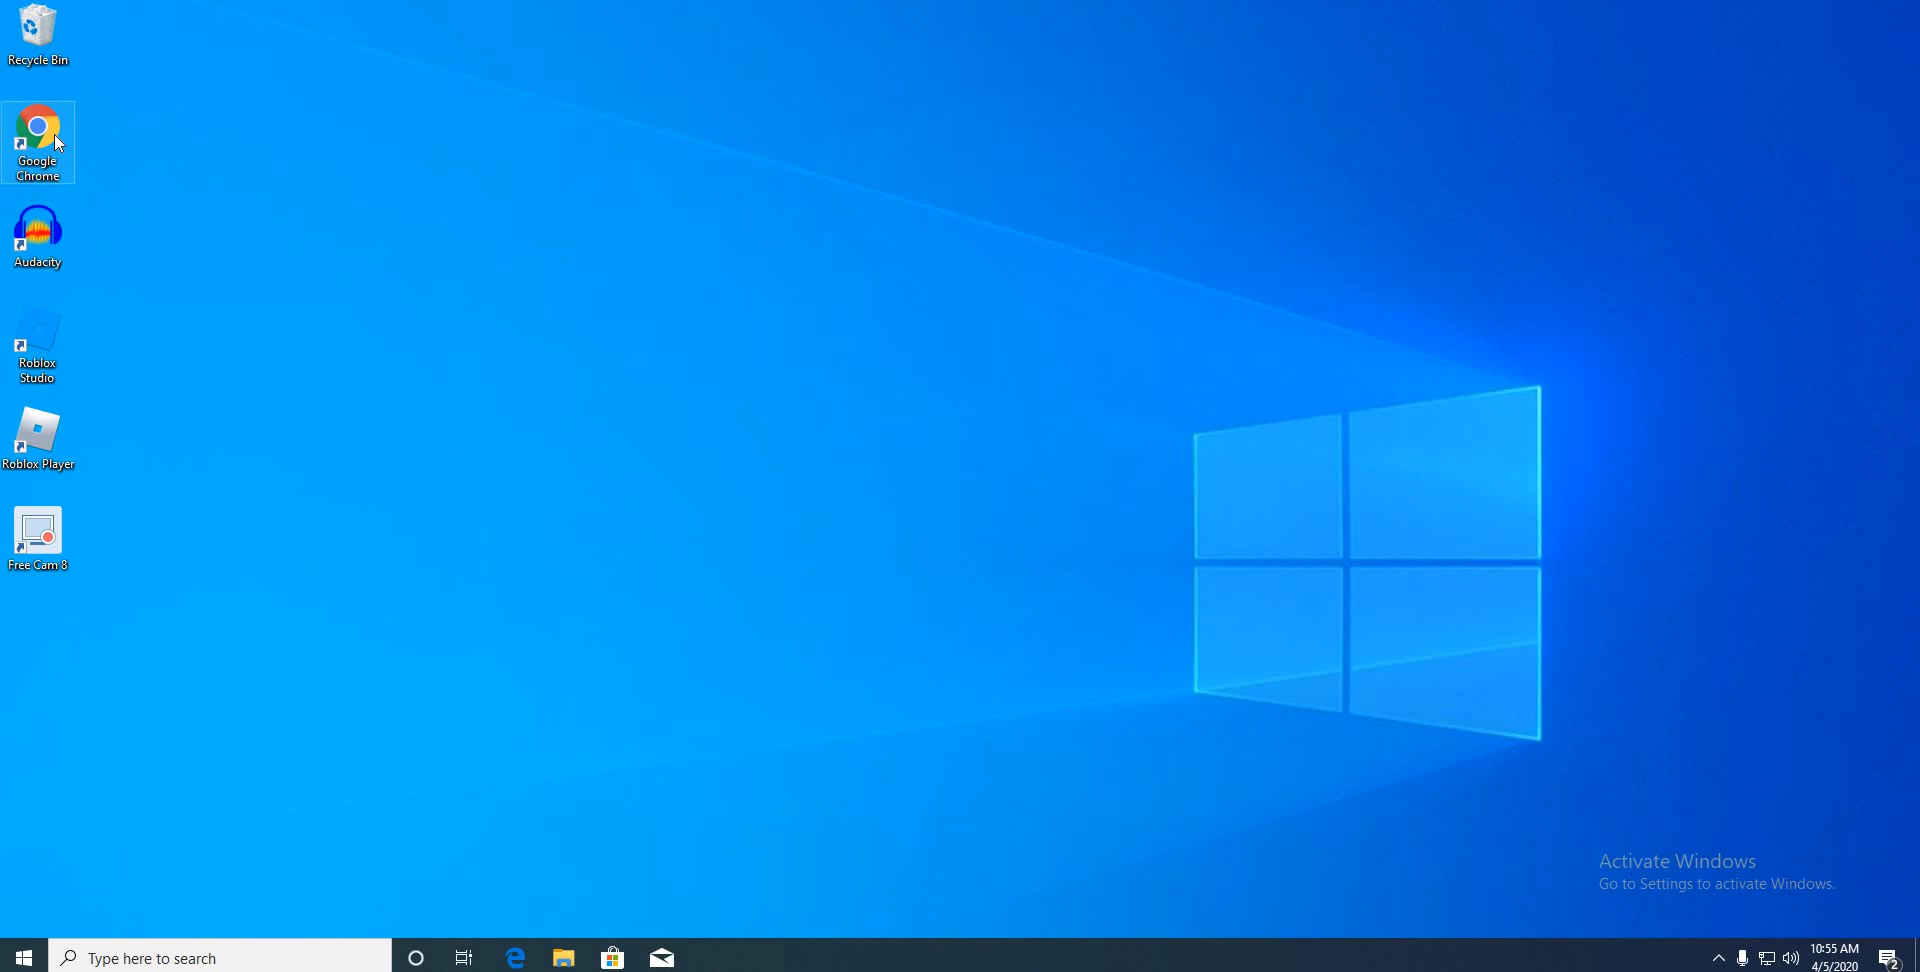 Recycle Bin
Google
Chrome
Audacity
Roblox
Studio
Roblox Player
Free Cam 8
Activate Windows
Go to Settings to activate Windows.
Type here to search
10:55 AM
4/5/2020
2